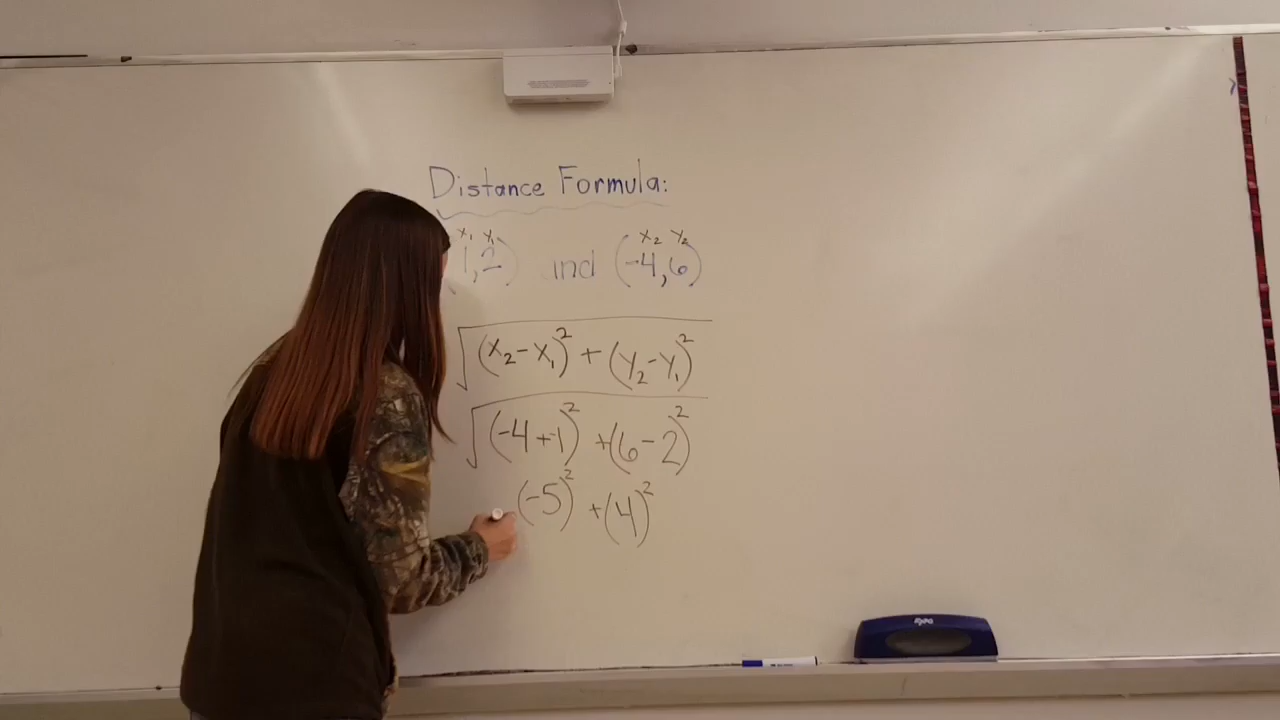 Distance Formula:
x₁ y₁ x₂ y₂
1,2) and (-4,6)
√(x₂-x₁)² + (y₂-y₁)²
√(-4+-1)² +(6-2)²
(-5)² +(4)²
EXPO